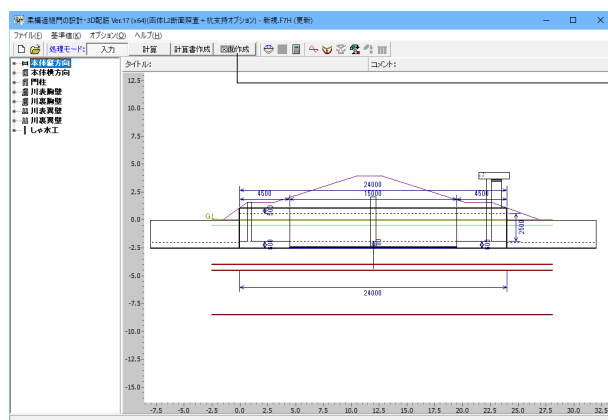 柔構造樋門の設計・3D配筋 Ver.17 (x64)(函体L2断面照査+杭支持オプション) - 新規.F7H (更新)
ファイル(F) 基準値(K) オプション(O) ヘルプ(H)
処理モード: 入力 計算 計算書作成 図面作成
本体縦方向
本体横方向
門柱
川表胸壁
川裏胸壁
川表翼壁
川裏翼壁
しゃ水工
タイトル: コメント:
12.5
10.0
7.5
5.0
2.5
0.0
-2.5
-5.0
-7.5
-10.0
-12.5
-15.0
24000
4500 15000 4500
GL
500
2500
600
600
24000
-7.5 -5.0 -2.5 0.0 2.5 5.0 7.5 10.0 12.5 15.0 17.5 20.0 22.5 25.0 27.5 30.0 32.5